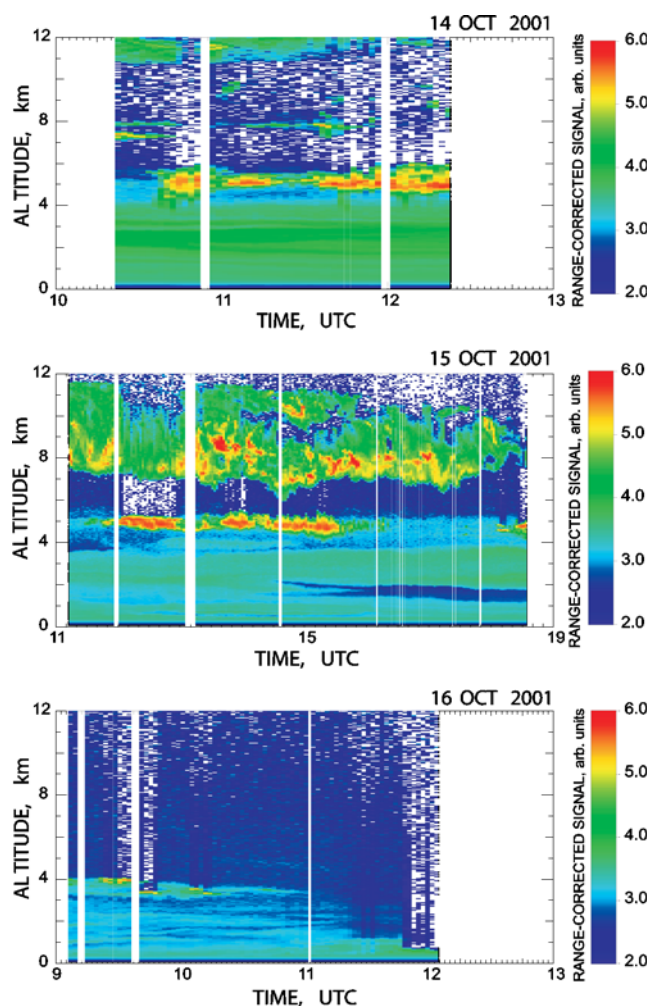 14 OCT 2001
12
8
4
0
ALTITUDE, km
10 11 12 13
TIME, UTC
6.0
5.0
4.0
3.0
2.0
RANGE-CORRECTED SIGNAL, arb. units
15 OCT 2001
12
8
4
0
ALTITUDE, km
11 15 19
TIME, UTC
6.0
5.0
4.0
3.0
2.0
RANGE-CORRECTED SIGNAL, arb. units
16 OCT 2001
12
8
4
0
ALTITUDE, km
9 10 11 12 13
TIME, UTC
6.0
5.0
4.0
3.0
2.0
RANGE-CORRECTED SIGNAL, arb. units